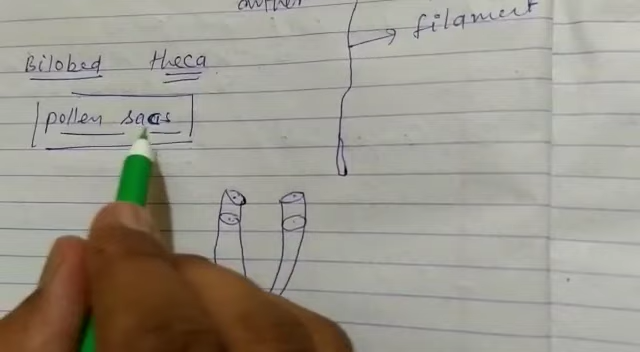 anther
filament
Bilobed theca
pollen sacs